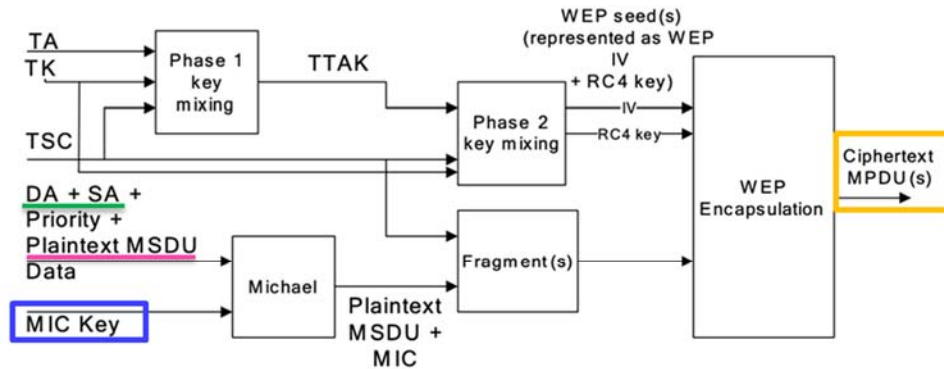 WEP seed(s)
(represented as WEP
IV
+ RC4 key)
TA
TK
Phase 1
key
mixing
TTAK
Phase 2
key mixing
IV
RC4 key
TSC
WEP
Encapsulation
Ciphertext
MPDU(s)
DA + SA +
Priority +
Plaintext MSDU
Data
Michael
Fragment(s)
MIC Key
Plaintext
MSDU +
MIC